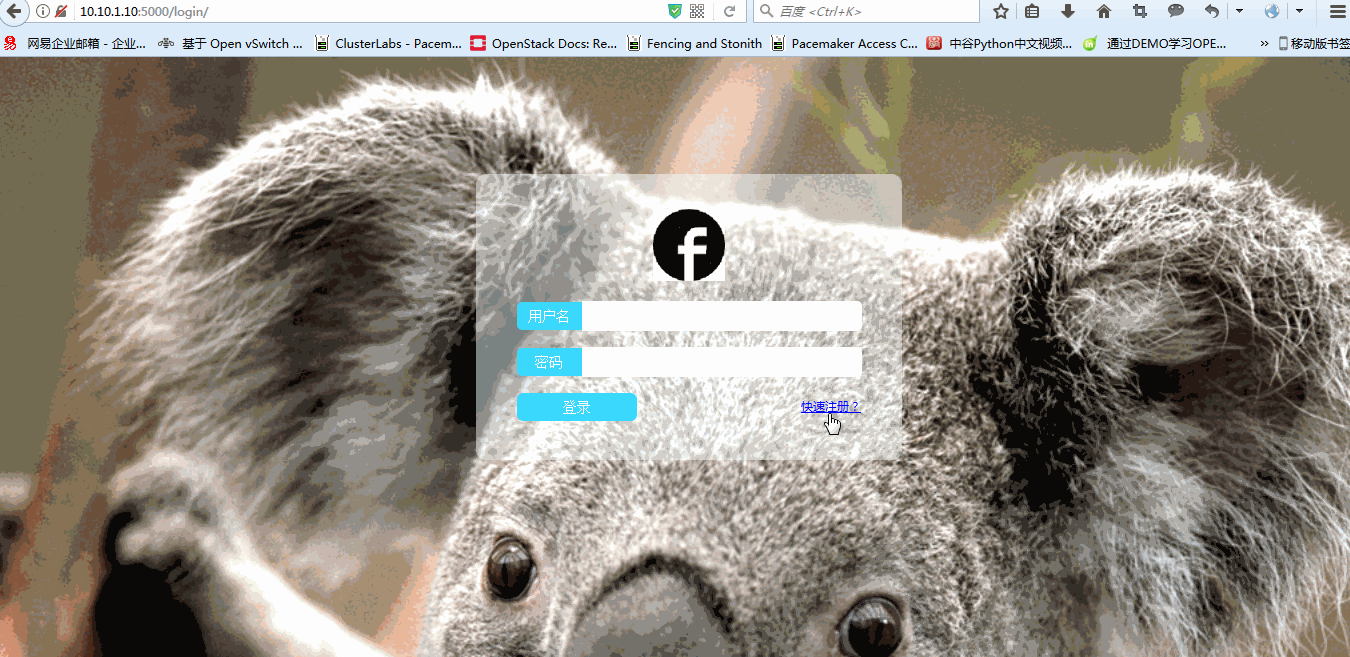 10.10.1.10:5000/login/
百度 <Ctrl+K>
网易企业邮箱 - 企业... 基于 Open vSwitch ... ClusterLabs - Pacem... OpenStack Docs: Re... Fencing and Stonith Pacemaker Access C... 中谷Python中文视频... 通过DEMO学习OPE... » 移动版书签
f
用户名
密码
登录 快速注册？